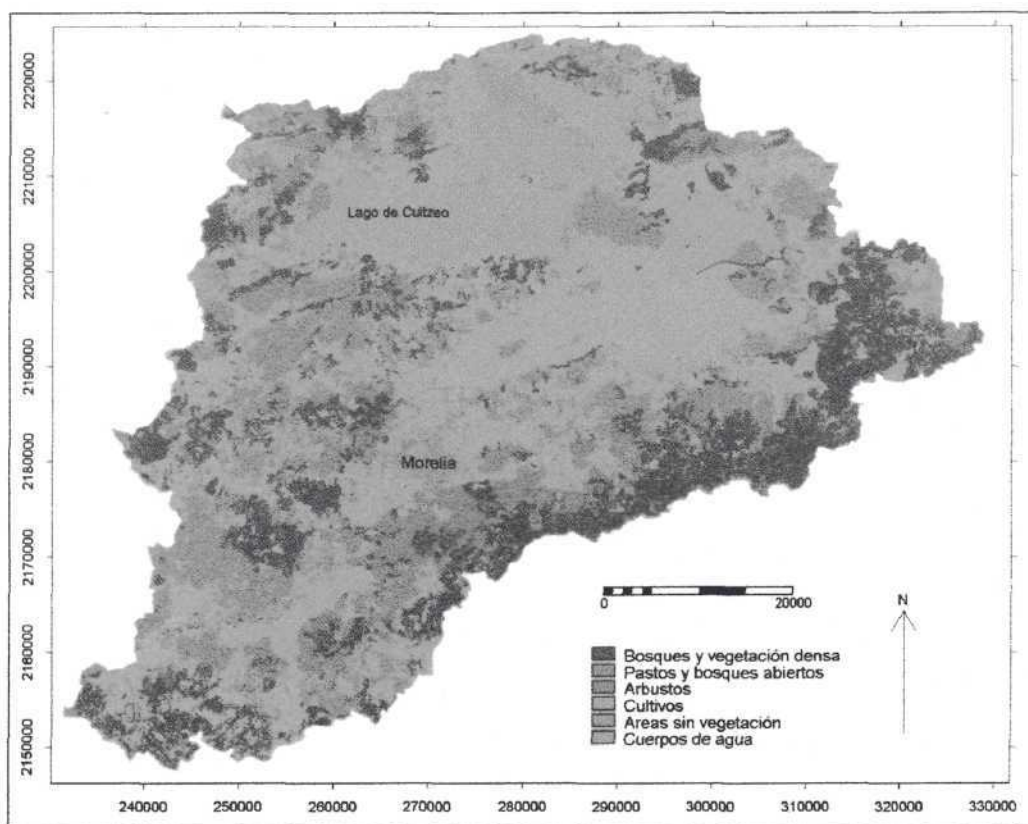 2220000
2210000
2200000
2190000
2180000
2170000
2160000
2150000
Lago de Cuitzeo
Morelia
0 20000
N
Bosques y vegetación densa
Pastos y bosques abiertos
Arbustos
Cultivos
Areas sin vegetación
Cuerpos de agua
240000 250000 260000 270000 280000 290000 300000 310000 320000 330000